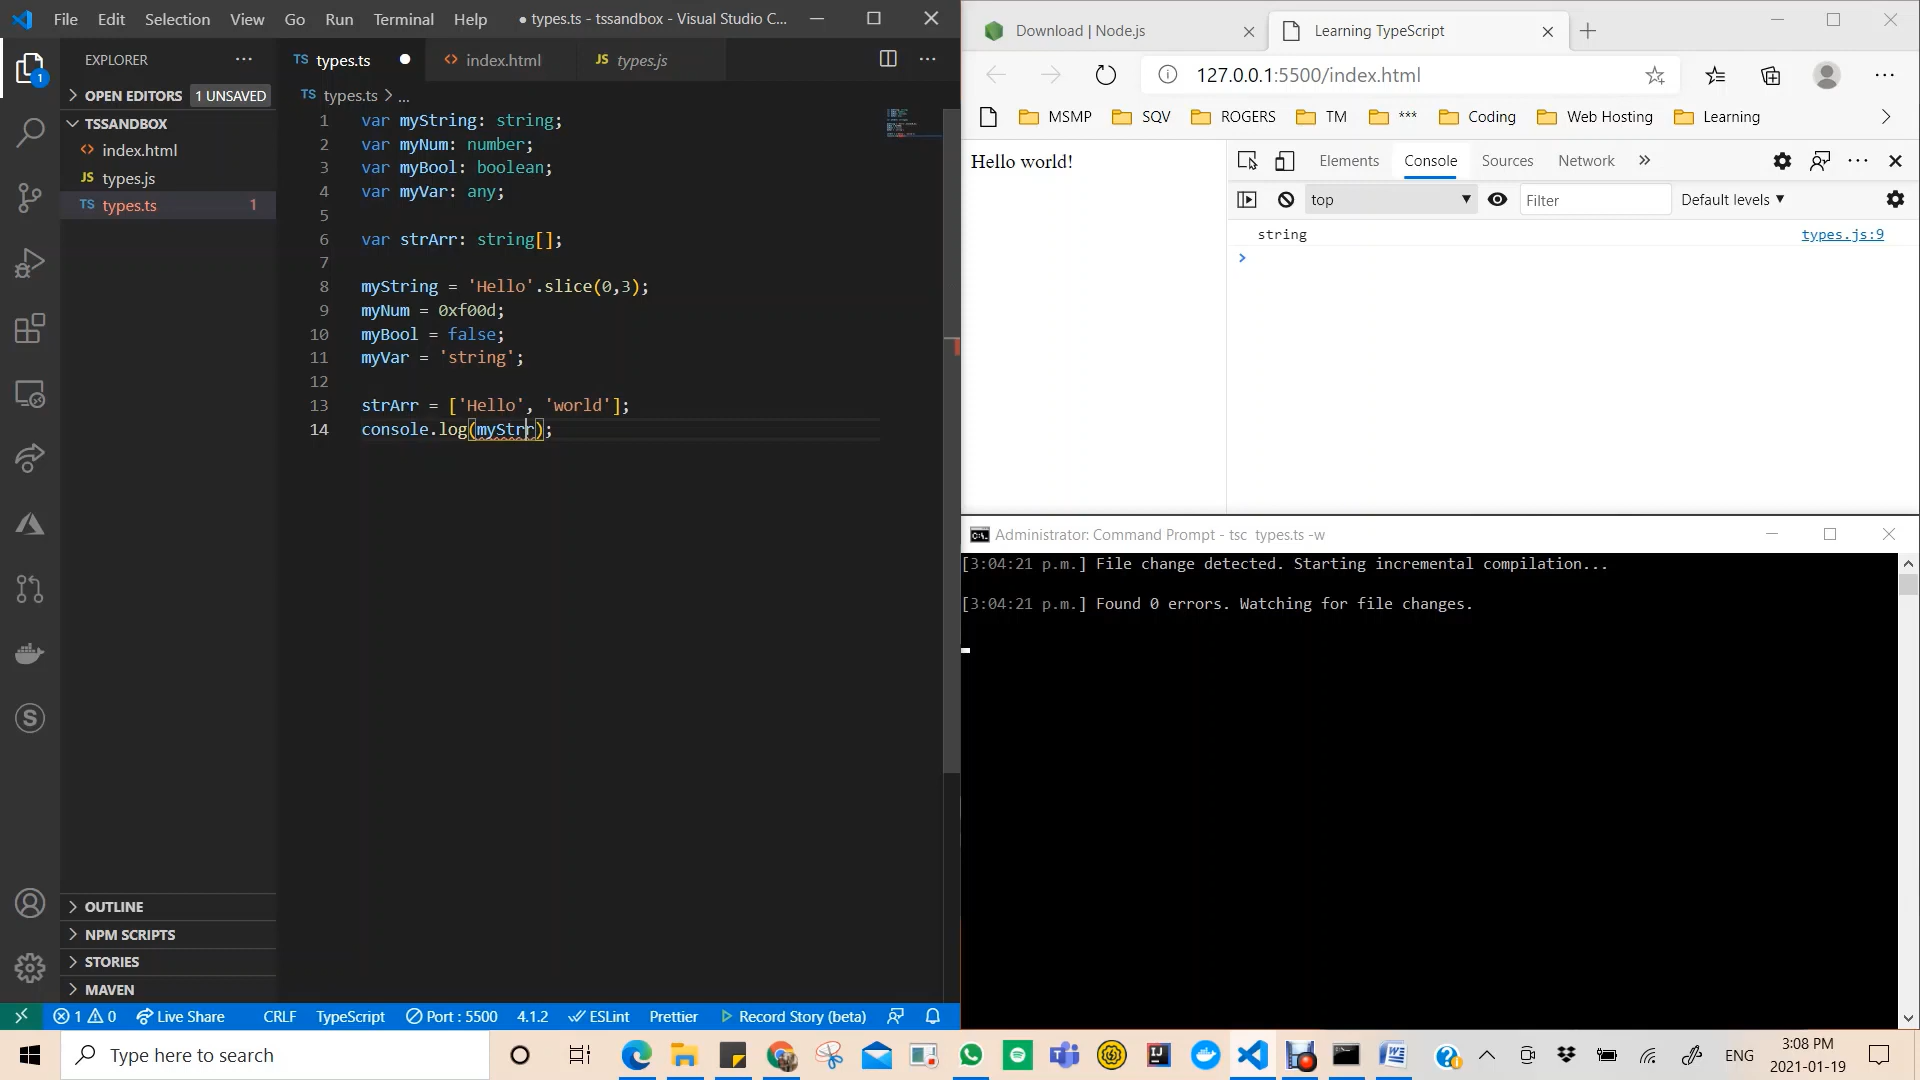 File Edit Selection View Go Run Terminal Help ● types.ts - tssandbox - Visual Studio C...
EXPLORER
OPEN EDITORS 1 UNSAVED
TSSANDBOX
index.html
JS types.js
TS types.ts 1
OUTLINE
NPM SCRIPTS
STORIES
MAVEN
TS types.ts ● index.html JS types.js
TS types.ts > ...
1 var myString: string;
2 var myNum: number;
3 var myBool: boolean;
4 var myVar: any;
5
6 var strArr: string[];
7
8 myString = 'Hello'.slice(0,3);
9 myNum = 0xf00d;
10 myBool = false;
11 myVar = 'string';
12
13 strArr = ['Hello', 'world'];
14 console.log(myStrr);
1 0 Live Share CRLF TypeScript Port : 5500 4.1.2 ESLint Prettier Record Story (beta)
Download | Node.js Learning TypeScript
127.0.0.1:5500/index.html
MSMP SQV ROGERS TM *** Coding Web Hosting Learning
Hello world!
Elements Console Sources Network
top Filter Default levels
string types.js:9
Administrator: Command Prompt - tsc types.ts -w
[3:04:21 p.m.] File change detected. Starting incremental compilation...
[3:04:21 p.m.] Found 0 errors. Watching for file changes.
Type here to search
ENG
3:08 PM
2021-01-19